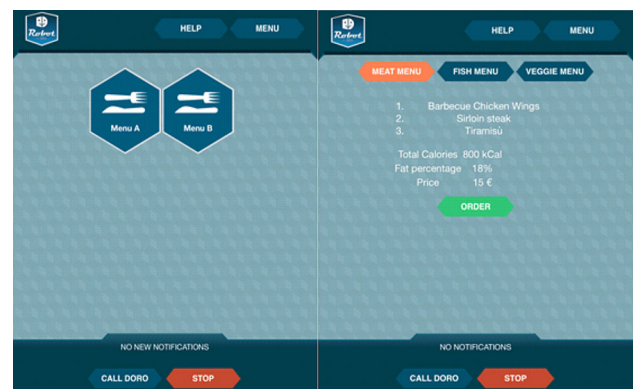 Robot
HELP
MENU
Menu A
Menu B
NO NEW NOTIFICATIONS
CALL DORO
STOP
Robot
HELP
MENU
MEAT MENU
FISH MENU
VEGGIE MENU
1. Barbecue Chicken Wings
2. Sirloin steak
3. Tiramisù
Total Calories 800 kCal
Fat percentage 18%
Price 15 €
ORDER
NO NOTIFICATIONS
CALL DORO
STOP